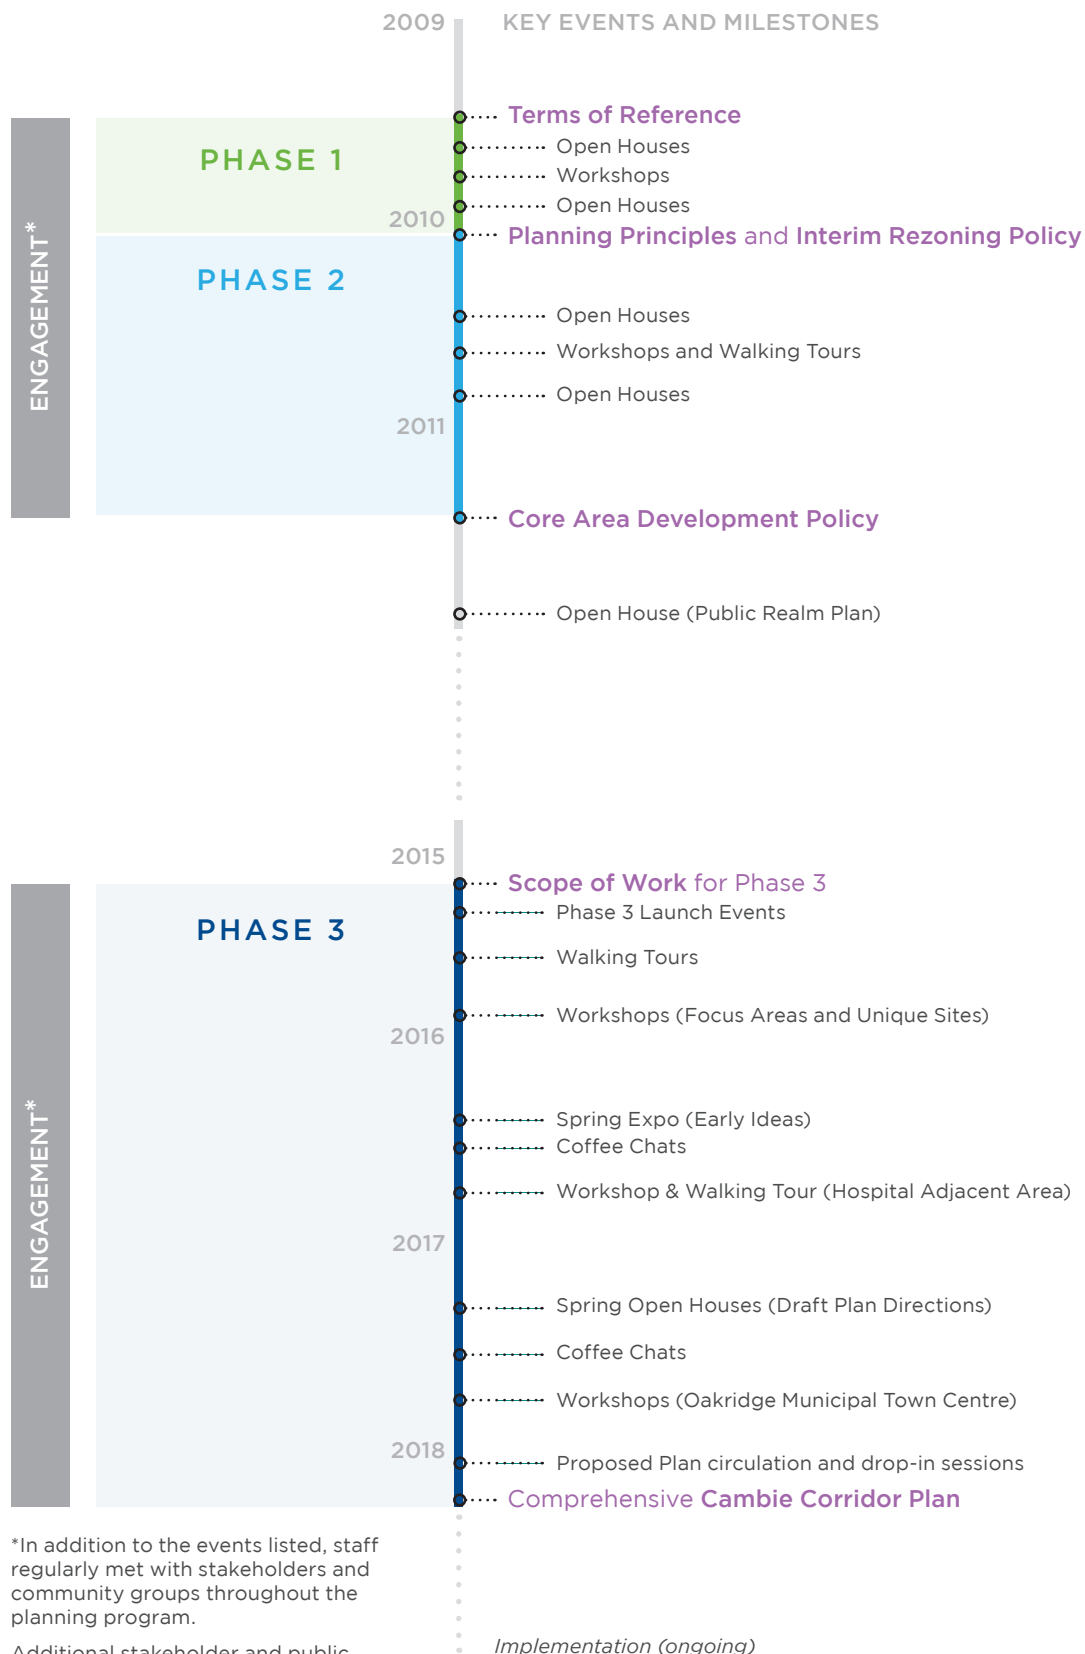 2009 KEY EVENTS AND MILESTONES
Terms of Reference
Open Houses
PHASE 1
Workshops
Open Houses
2010
Planning Principles and Interim Rezoning Policy
ENGAGEMENT*
PHASE 2
Open Houses
Workshops and Walking Tours
Open Houses
2011
Core Area Development Policy
Open House (Public Realm Plan)
2015
Scope of Work for Phase 3
Phase 3 Launch Events
PHASE 3
Walking Tours
Workshops (Focus Areas and Unique Sites)
2016
Spring Expo (Early Ideas)
Coffee Chats
ENGAGEMENT*
Workshop & Walking Tour (Hospital Adjacent Area)
2017
Spring Open Houses (Draft Plan Directions)
Coffee Chats
Workshops (Oakridge Municipal Town Centre)
2018
Proposed Plan circulation and drop-in sessions
Comprehensive Cambie Corridor Plan
*In addition to the events listed, staff
regularly met with stakeholders and
community groups throughout the
planning program.
Additional stakeholder and public
Implementation (ongoing)